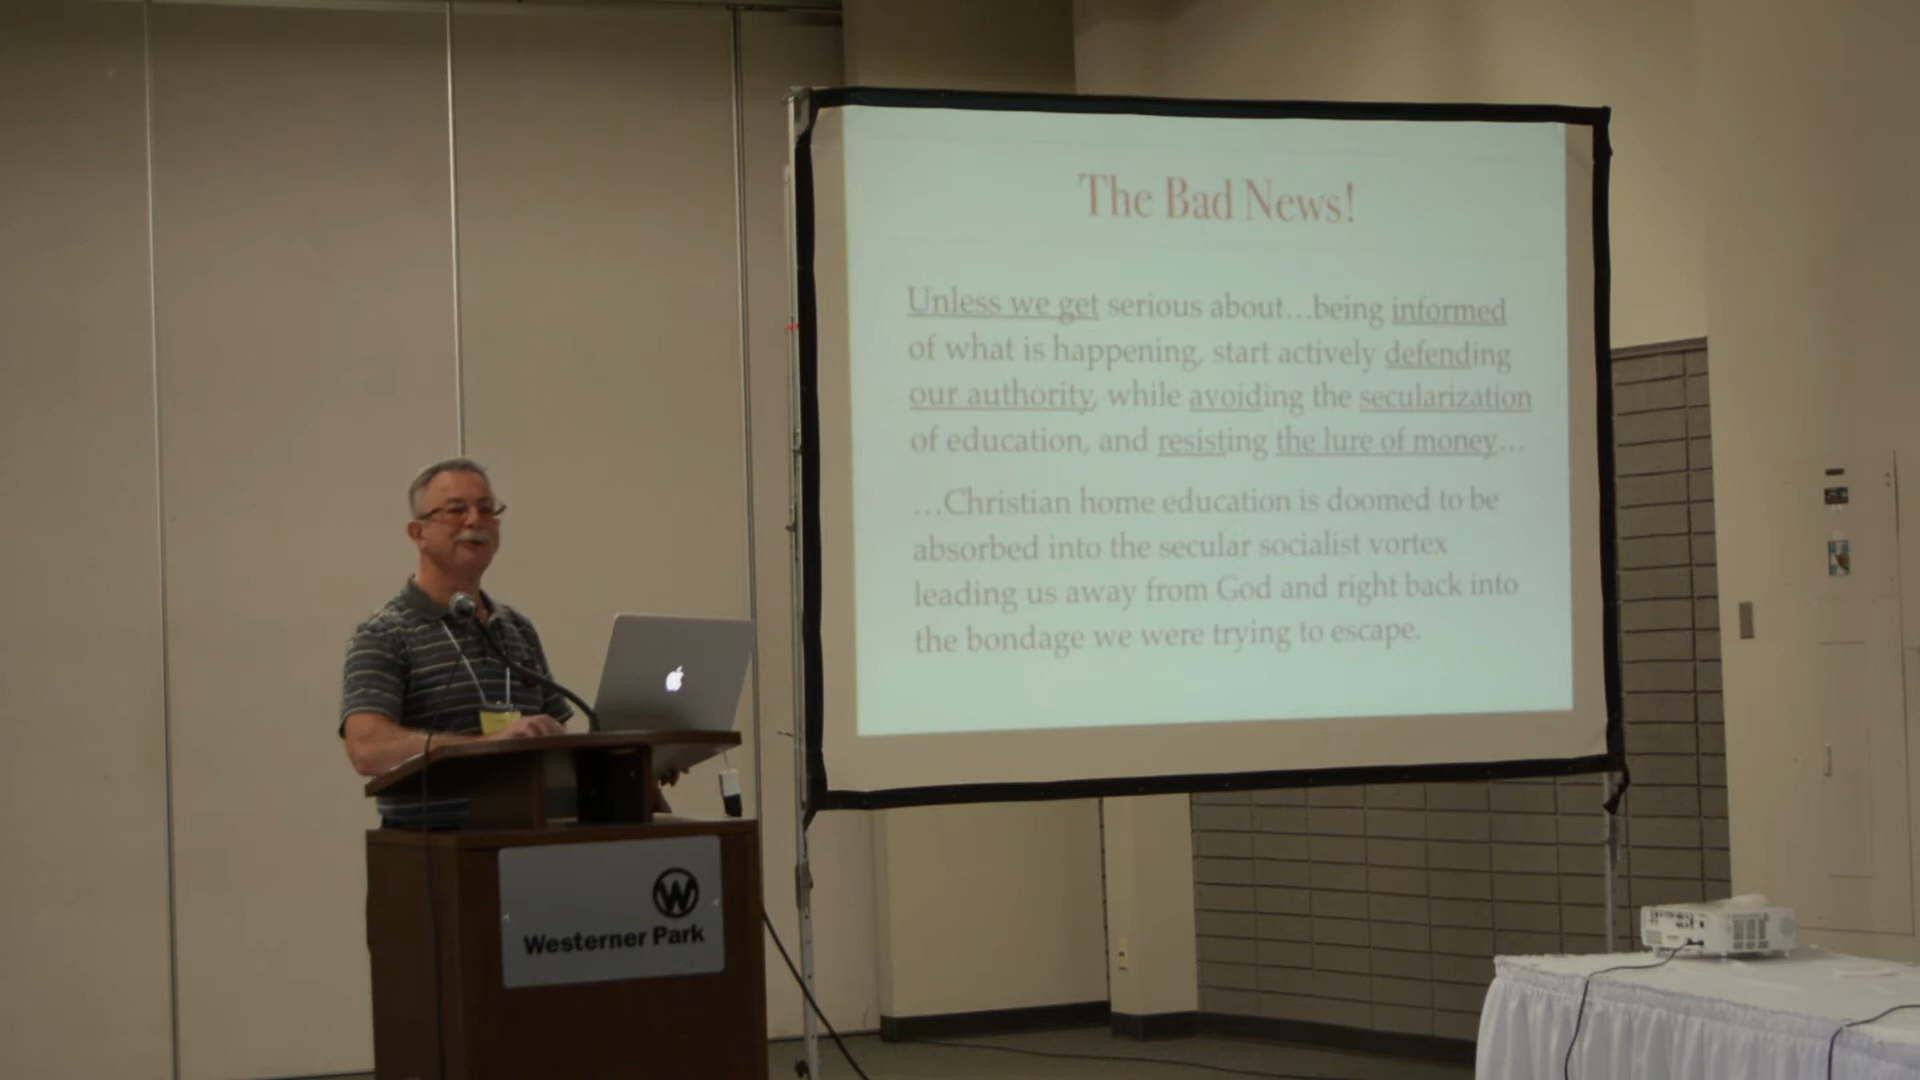 The Bad News!
Unless we get serious about...being informed
of what is happening, start actively defending
our authority, while avoiding the secularization
of education, and resisting the lure of money...
...Christian home education is doomed to be
absorbed into the secular socialist vortex
leading us away from God and right back into
the bondage we were trying to escape.
W
Westerner Park